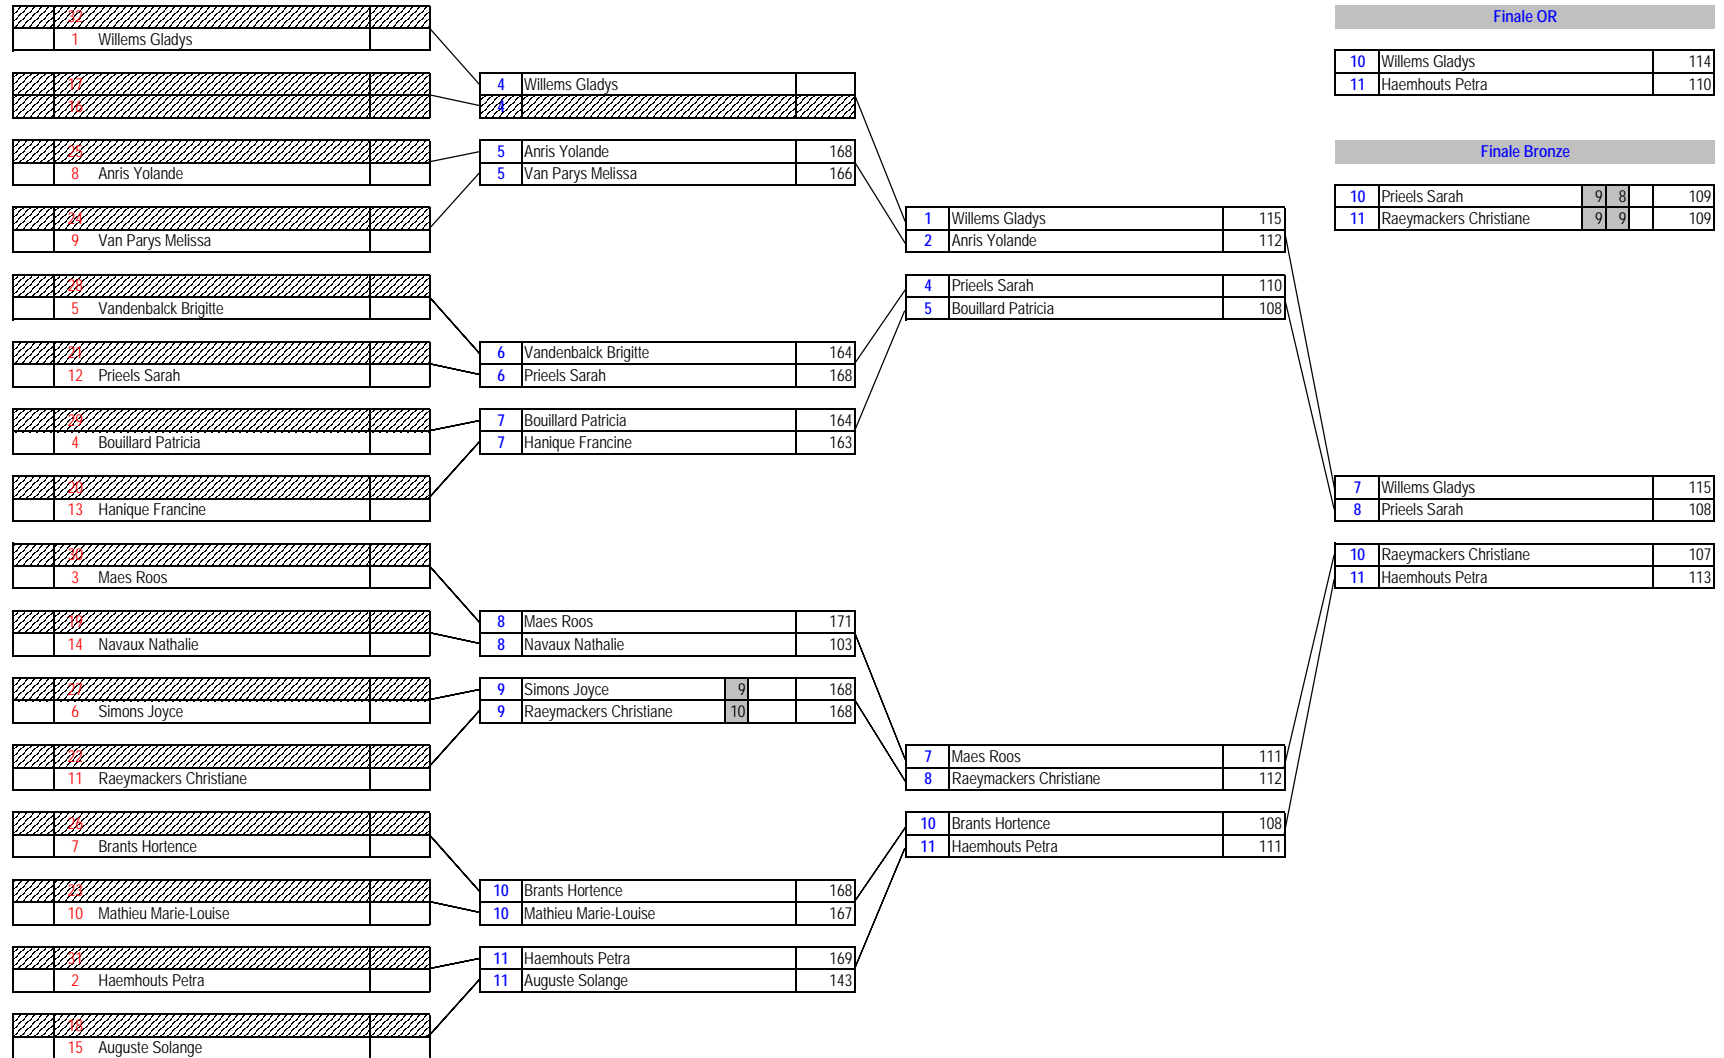 32
1 Willems Gladys
17
16
25
8 Anris Yolande
24
9 Van Parys Melissa
28
5 Vandenbalck Brigitte
21
12 Prieels Sarah
29
4 Bouillard Patricia
20
13 Hanique Francine
30
3 Maes Roos
19
14 Navaux Nathalie
27
6 Simons Joyce
22
11 Raeymackers Christiane
26
7 Brants Hortence
23
10 Mathieu Marie-Louise
31
2 Haemhouts Petra
18
15 Auguste Solange
4 Willems Gladys
4
5 Anris Yolande 168
5 Van Parys Melissa 166
6 Vandenbalck Brigitte 164
6 Prieels Sarah 168
7 Bouillard Patricia 164
7 Hanique Francine 163
8 Maes Roos 171
8 Navaux Nathalie 103
9 Simons Joyce 9 168
9 Raeymackers Christiane 10 168
10 Brants Hortence 168
10 Mathieu Marie-Louise 167
11 Haemhouts Petra 169
11 Auguste Solange 143
1 Willems Gladys 115
2 Anris Yolande 112
4 Prieels Sarah 110
5 Bouillard Patricia 108
7 Maes Roos 111
8 Raeymackers Christiane 112
10 Brants Hortence 108
11 Haemhouts Petra 111
Finale OR
10 Willems Gladys 114
11 Haemhouts Petra 110
Finale Bronze
10 Prieels Sarah 9 8 109
11 Raeymackers Christiane 9 9 109
7 Willems Gladys 115
8 Prieels Sarah 108
10 Raeymackers Christiane 107
11 Haemhouts Petra 113